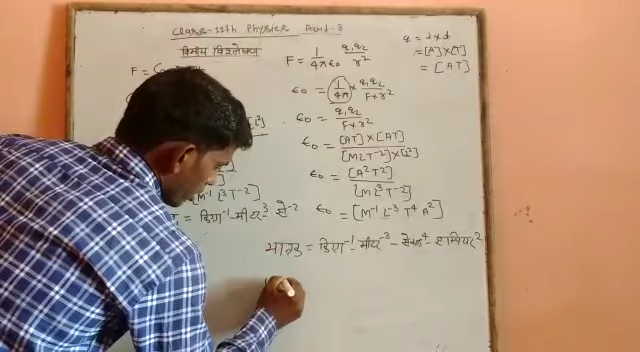 Class-11th Physics Part-3
विमीय विश्लेषण
q = i x t
= [A] x [T]
= [AT]
F = 1/4πϵ0 q1q2/r²
ϵ0 = 1/4π x q1q2/F×r²
ϵ0 = q1q2/F×r²
ϵ0 = [AT]×[AT]/[MLT⁻²]×[L²]
ϵ0 = [A²T²]/[ML³T⁻²]
ϵ0 = [M⁻¹ L⁻³ T⁴ A²]
मात्रक = किग्रा⁻¹ - मीटर⁻³ - सेकण्ड⁴ - एम्पियर²
F =
[M⁻¹ L³ T⁻²]
= किग्रा⁻¹ मीटर³ से⁻²